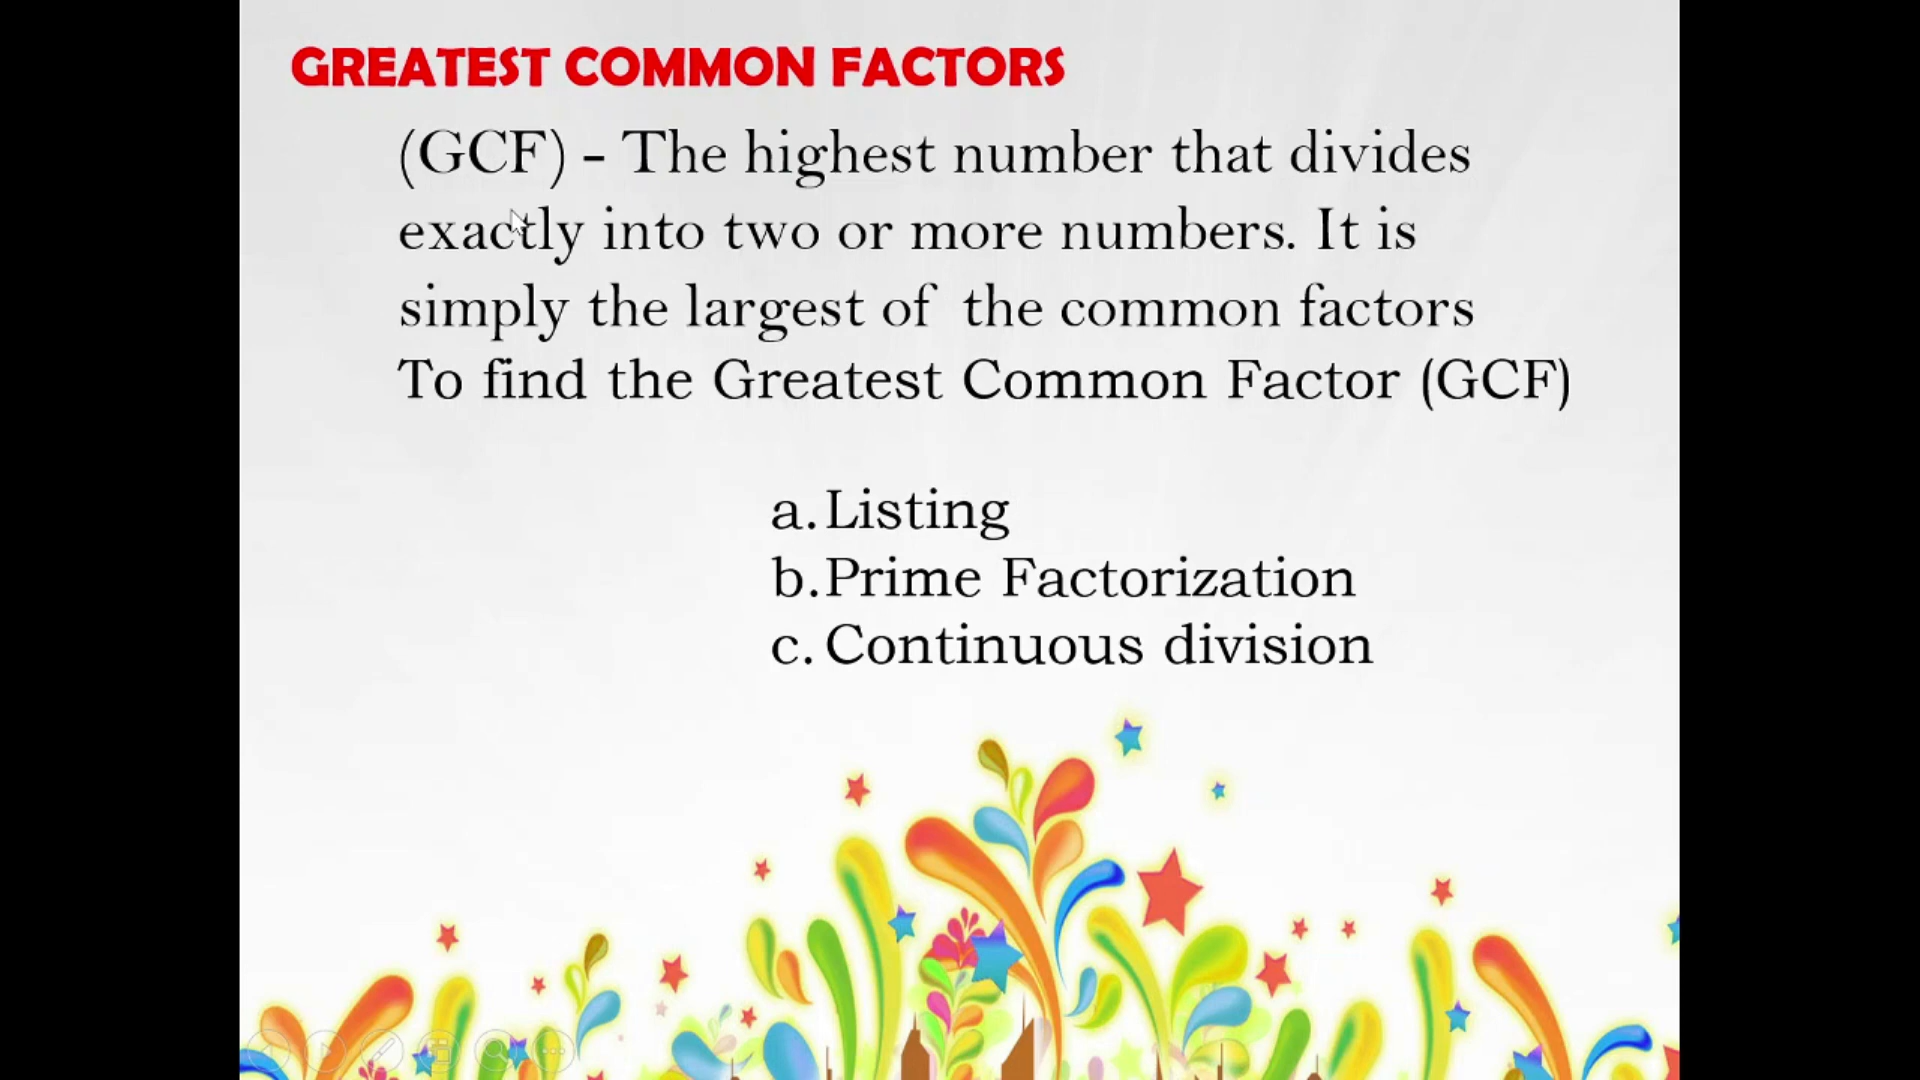 GREATEST COMMON FACTORS
(GCF) - The highest number that divides
exactly into two or more numbers. It is
simply the largest of the common factors
To find the Greatest Common Factor (GCF)
a. Listing
b. Prime Factorization
c. Continuous division